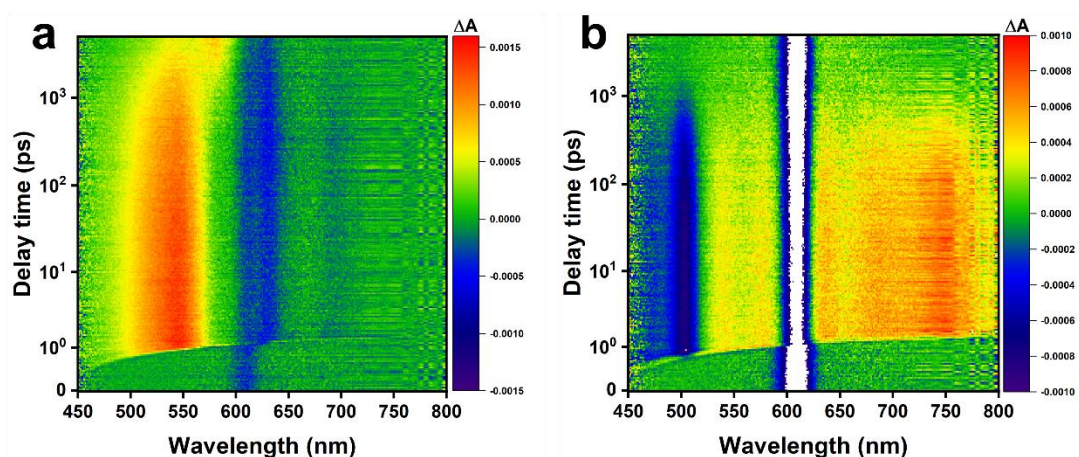 a
ΔA
Delay time (ps)
10³
10²
10¹
10⁰
0
450 500 550 600 650 700 750 800
Wavelength (nm)
0.0015
0.0010
0.0005
0.0000
-0.0005
-0.0010
-0.0015
b
ΔA
Delay time (ps)
10³
10²
10¹
10⁰
0
450 500 550 600 650 700 750 800
Wavelength (nm)
0.0010
0.0008
0.0006
0.0004
0.0002
0.0000
-0.0002
-0.0004
-0.0006
-0.0008
-0.0010